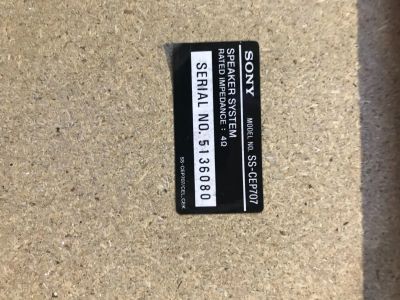 SONY MODEL NO. SS-CEP707
SPEAKER SYSTEM
RATED IMPEDANCE : 4Ω
SERIAL NO. 5136080